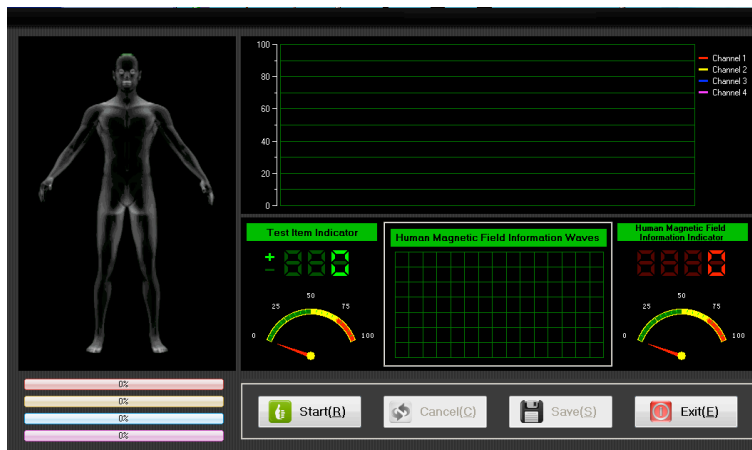 100
80
60
40
20
0
Channel 1
Channel 2
Channel 3
Channel 4
Test Item Indicator
+
-
0
0
25
50
75
100
Human Magnetic Field Information Waves
Human Magnetic Field
Information Indicator
0
0
25
50
75
100
0%
0%
0%
0%
Start(R)
Cancel(C)
Save(S)
Exit(E)